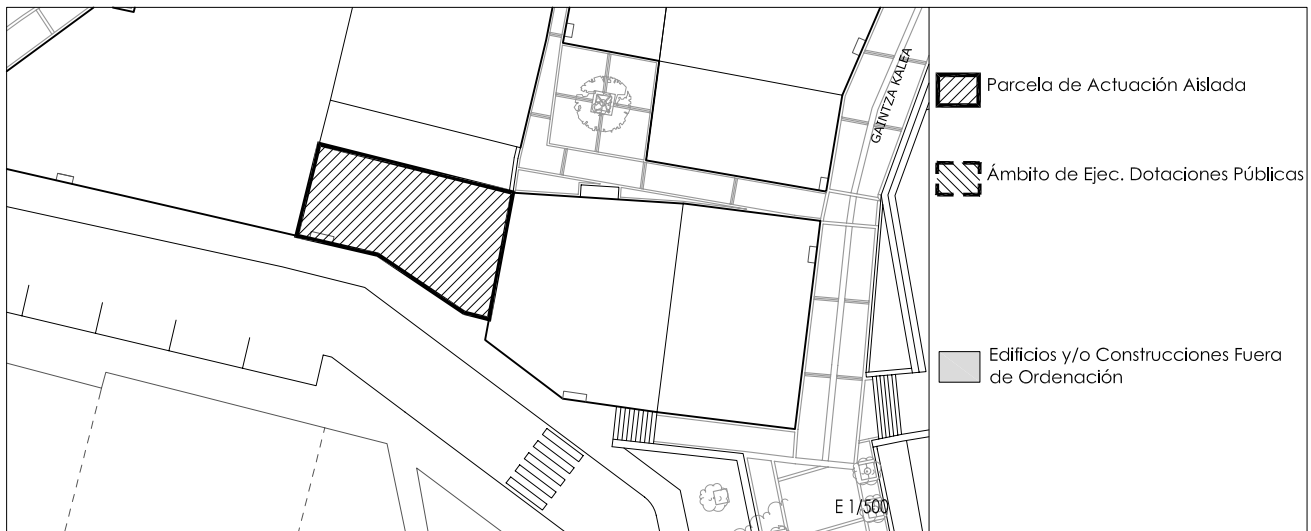 GAINTZA KALEA
Parcela de Actuación Aislada
Ámbito de Ejec. Dotaciones Públicas
Edificios y/o Construcciones Fuera
de Ordenación
E 1/500